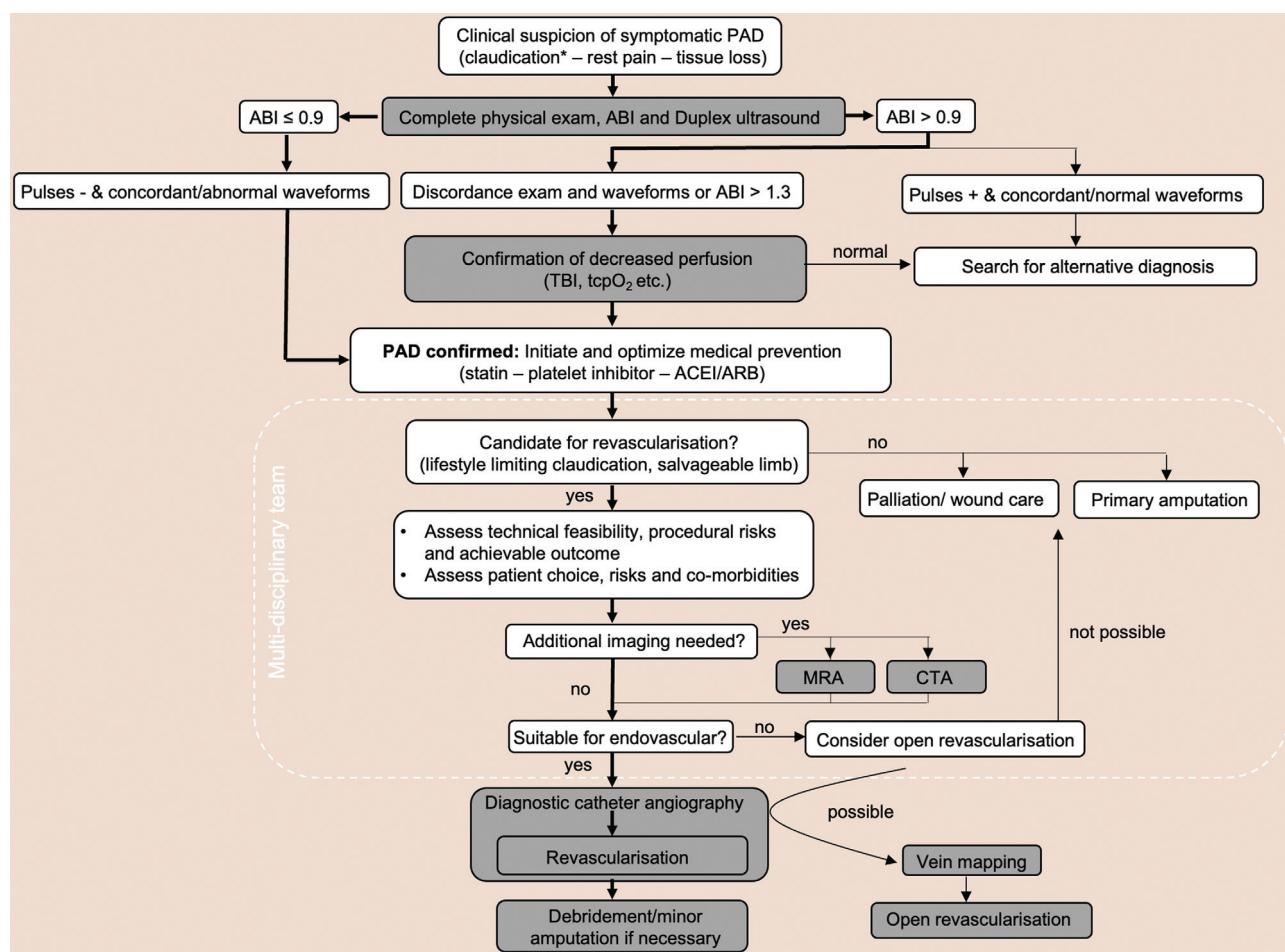 Clinical suspicion of symptomatic PAD
(claudication* – rest pain – tissue loss)
ABI ≤ 0.9
Complete physical exam, ABI and Duplex ultrasound
ABI > 0.9
Pulses - & concordant/abnormal waveforms
Discordance exam and waveforms or ABI > 1.3
Pulses + & concordant/normal waveforms
Confirmation of decreased perfusion
(TBI, tcpO₂ etc.)
normal
Search for alternative diagnosis
PAD confirmed: Initiate and optimize medical prevention
(statin – platelet inhibitor – ACEI/ARB)
Multi-disciplinary team
Candidate for revascularisation?
(lifestyle limiting claudication, salvageable limb)
no
yes
Palliation/ wound care
Primary amputation
• Assess technical feasibility, procedural risks
and achievable outcome
• Assess patient choice, risks and co-morbidities
Additional imaging needed?
yes
MRA
CTA
no
not possible
Suitable for endovascular?
no
Consider open revascularisation
yes
Diagnostic catheter angiography
Revascularisation
possible
Vein mapping
Open revascularisation
Debridement/minor
amputation if necessary